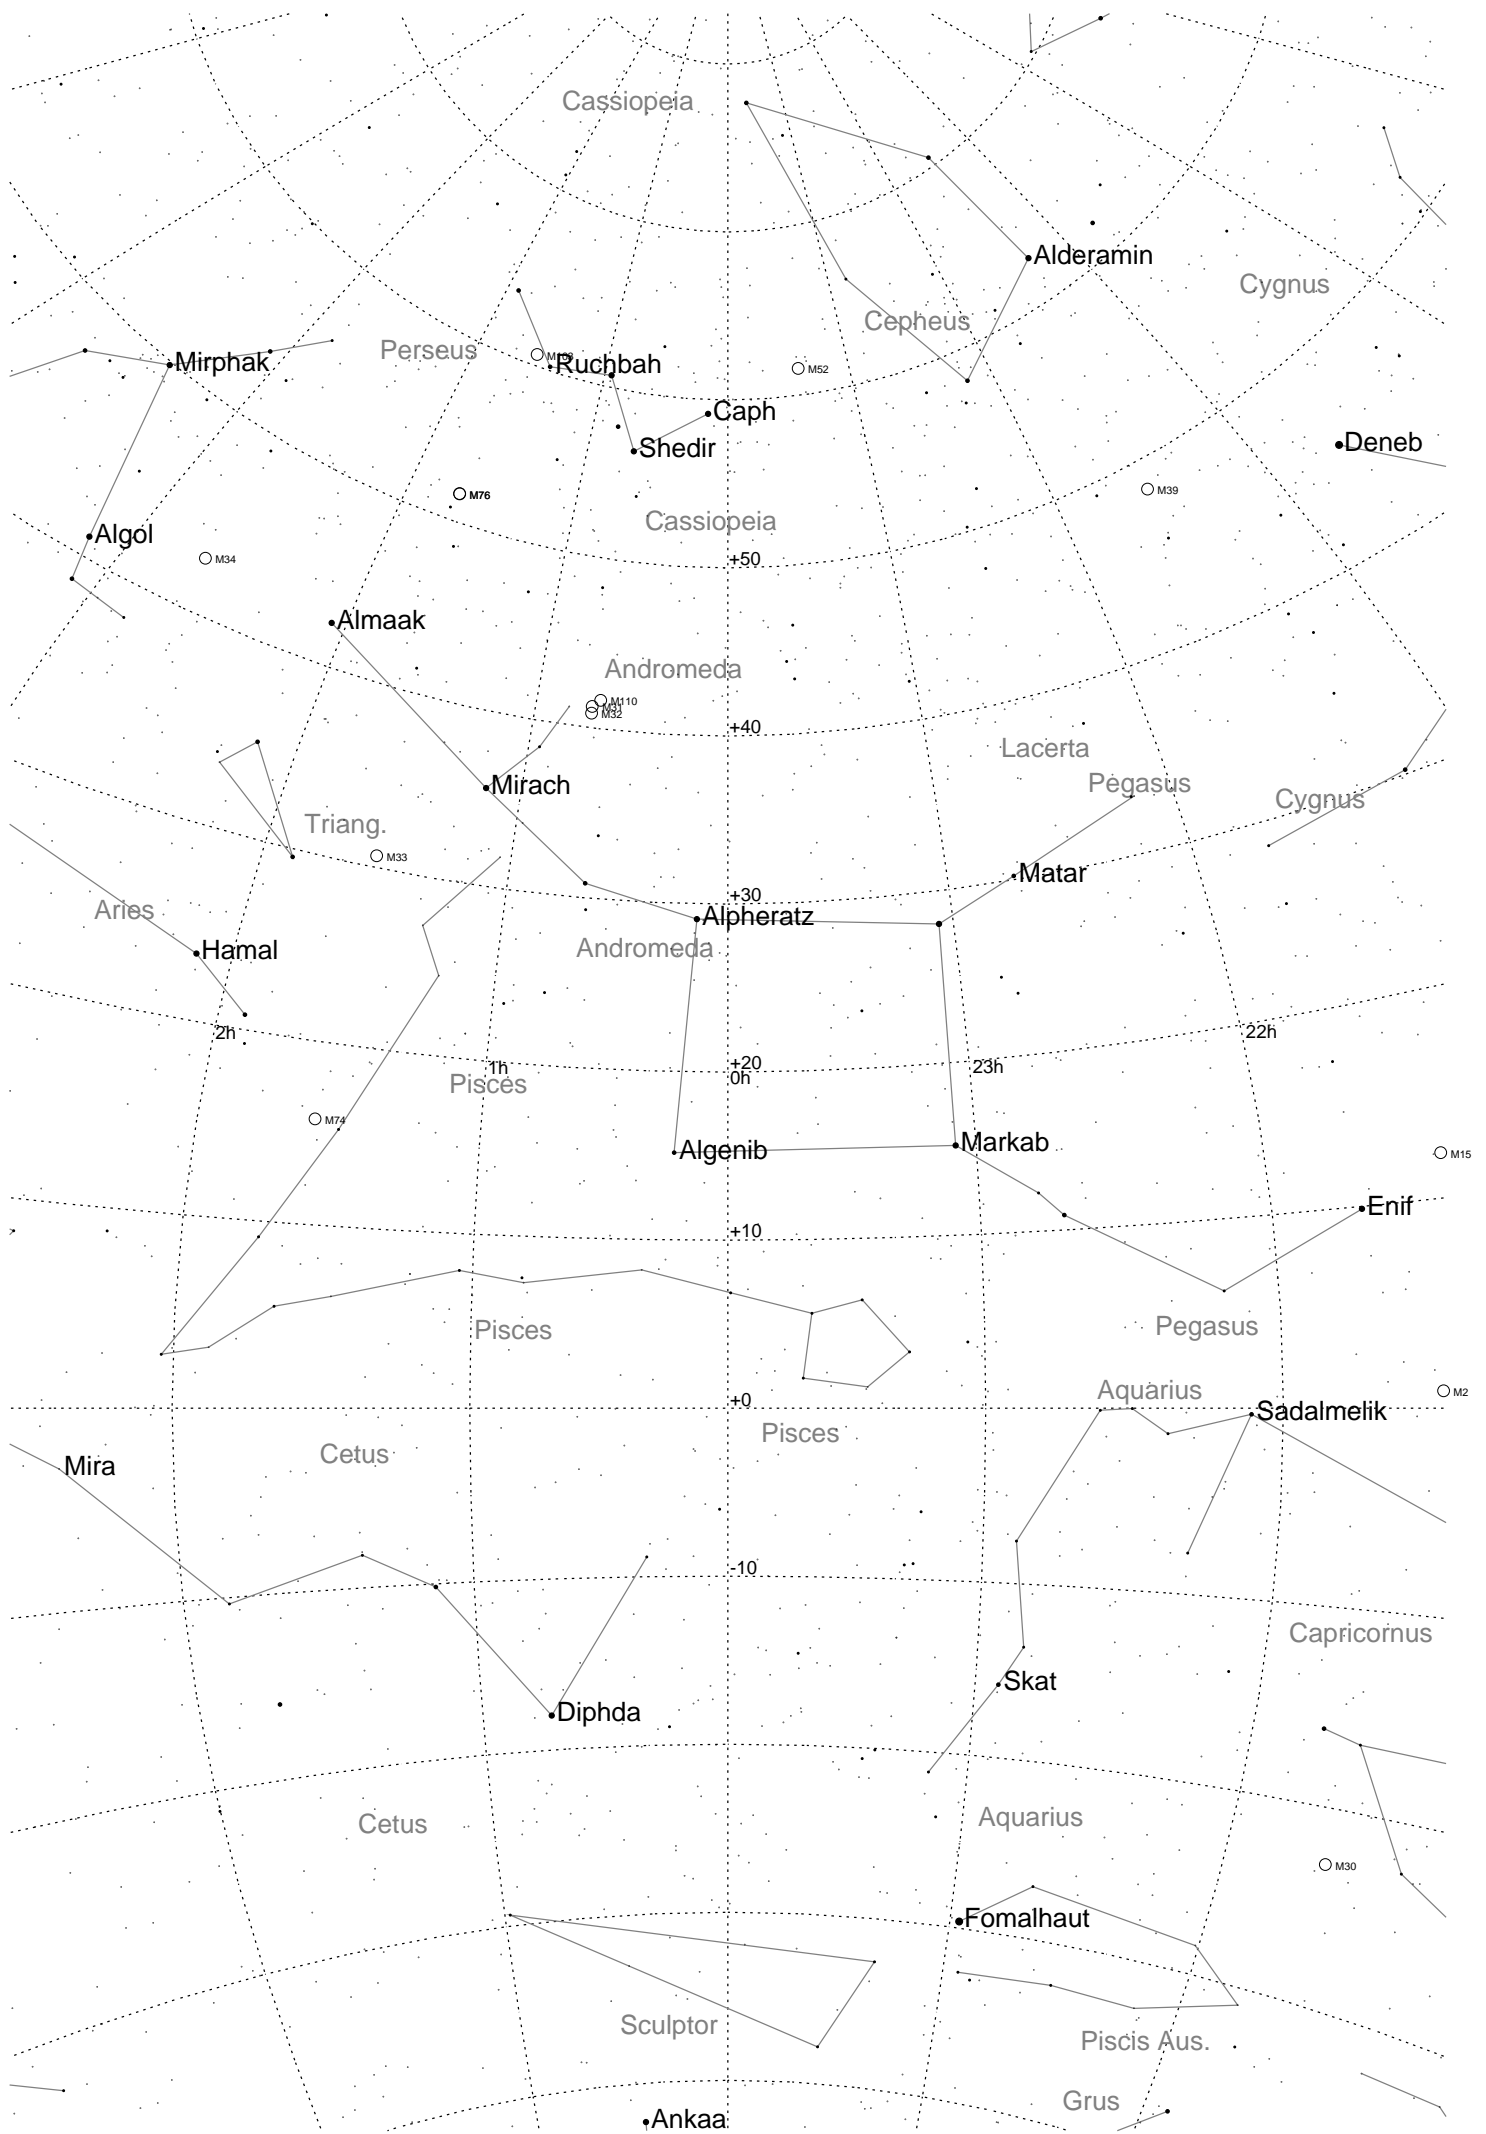 Cassiopeia
Alderamin
Cygnus
Cepheus
Perseus
M103
Ruchbah
Mirphak
M52
Caph
Deneb
Shedir
M39
M76
Cassiopeia
Algol
M34
+50
Almaak
Andromeda
M110
M31
M32
+40
Lacerta
Pegasus
Mirach
Cygnus
Triang.
M33
Matar
+30
Aries
Alpheratz
Hamal
Andromeda
2h
22h
+20
1h
0h
23h
Pisces
M74
Algenib
Markab
M15
Enif
+10
Pisces
Pegasus
Aquarius
M2
+0
Sadalmelik
Pisces
Cetus
Mira
-10
Capricornus
Skat
Diphda
Aquarius
Cetus
M30
Fomalhaut
Sculptor
Piscis Aus.
Grus
Ankaa